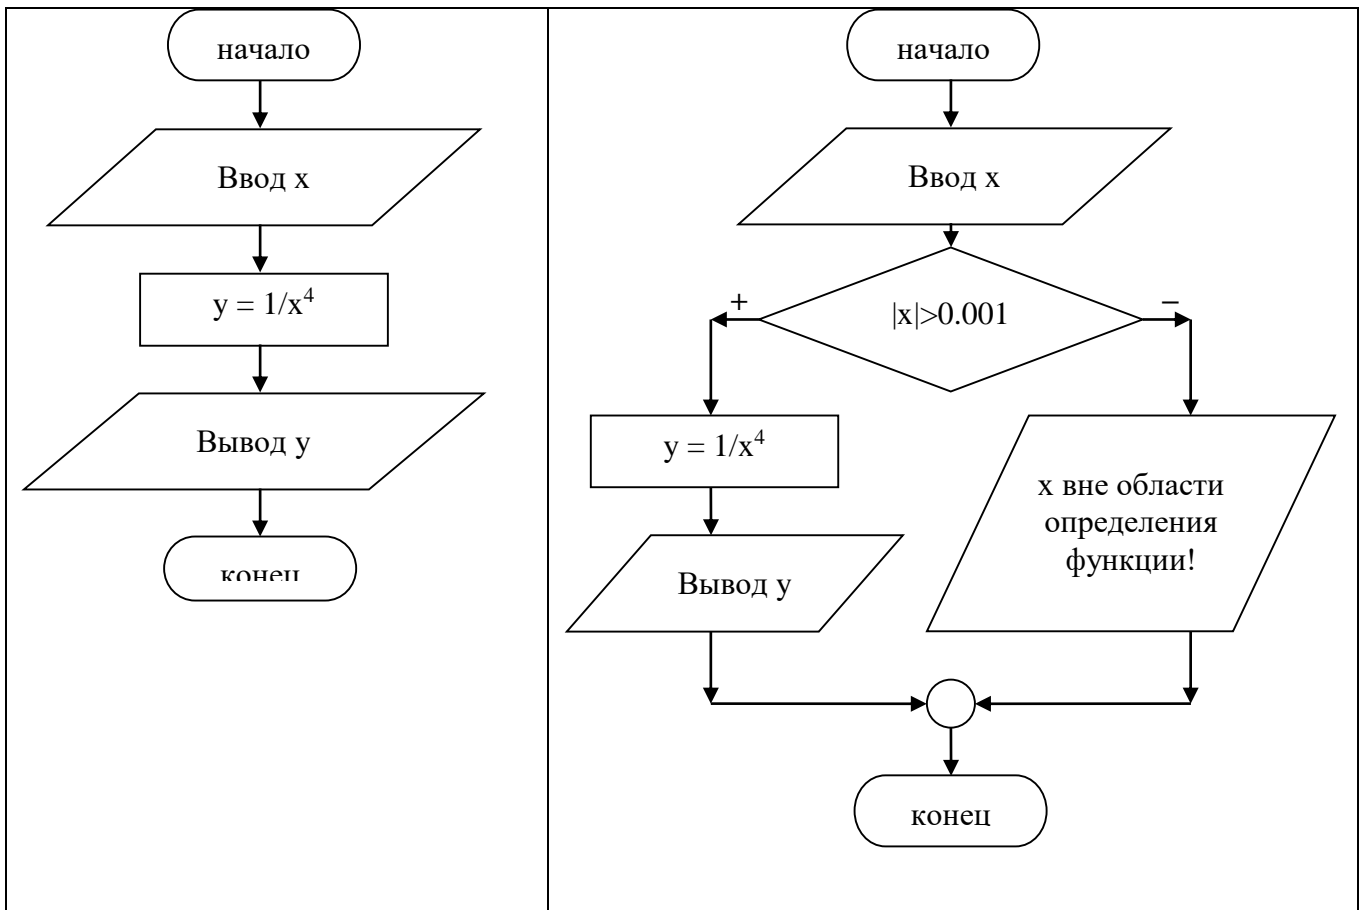 начало
Ввод x
y = 1/x⁴
Вывод y
конец
начало
Ввод x
|x|>0.001
+
–
y = 1/x⁴
Вывод y
x вне области
определения
функции!
конец